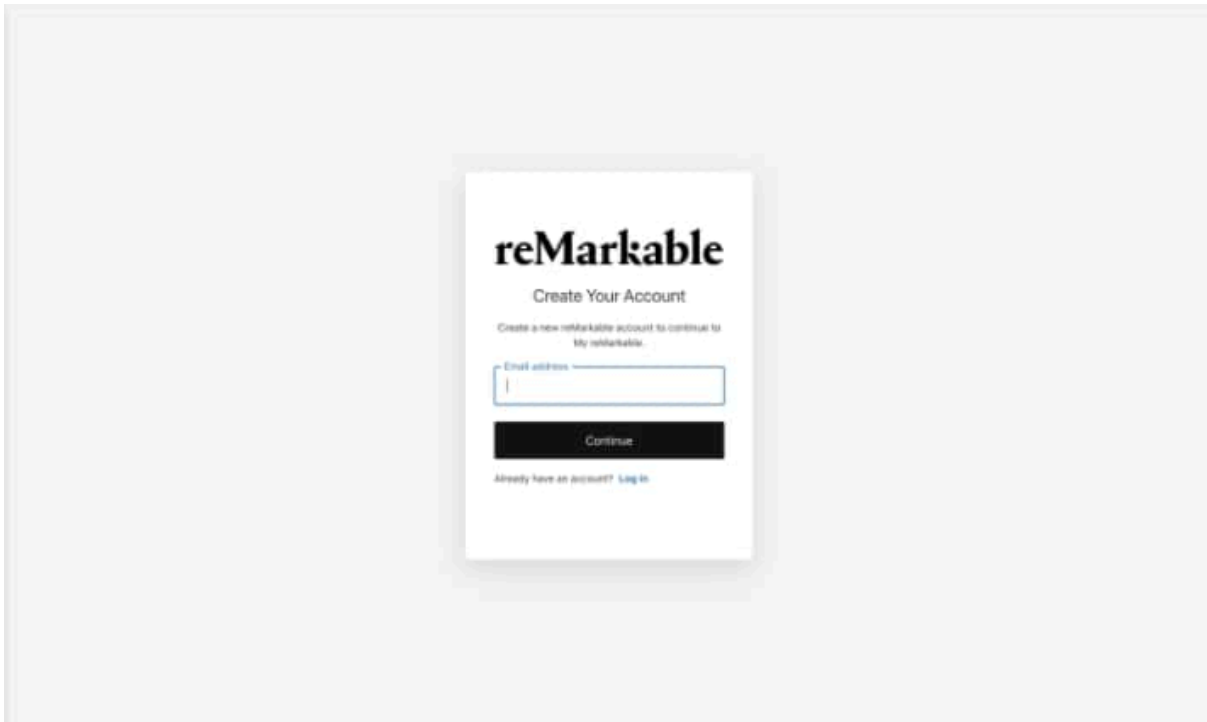 reMarkable
Create Your Account
Create a new reMarkable account to continue to
My reMarkable.
Email address
Continue
Already have an account? Log in